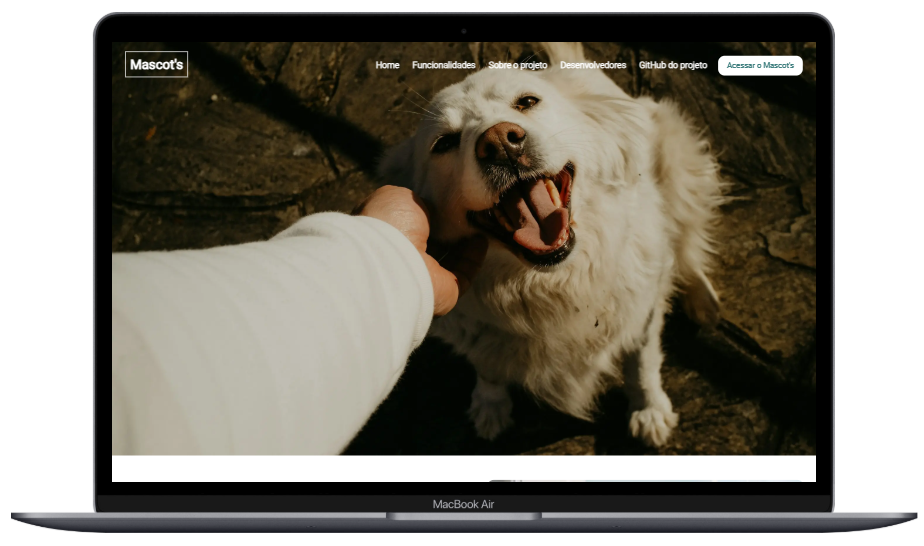 Mascot's
Home Funcionalidades Sobre o projeto Desenvolvedores GitHub do projeto Acessar o Mascot's
MacBook Air